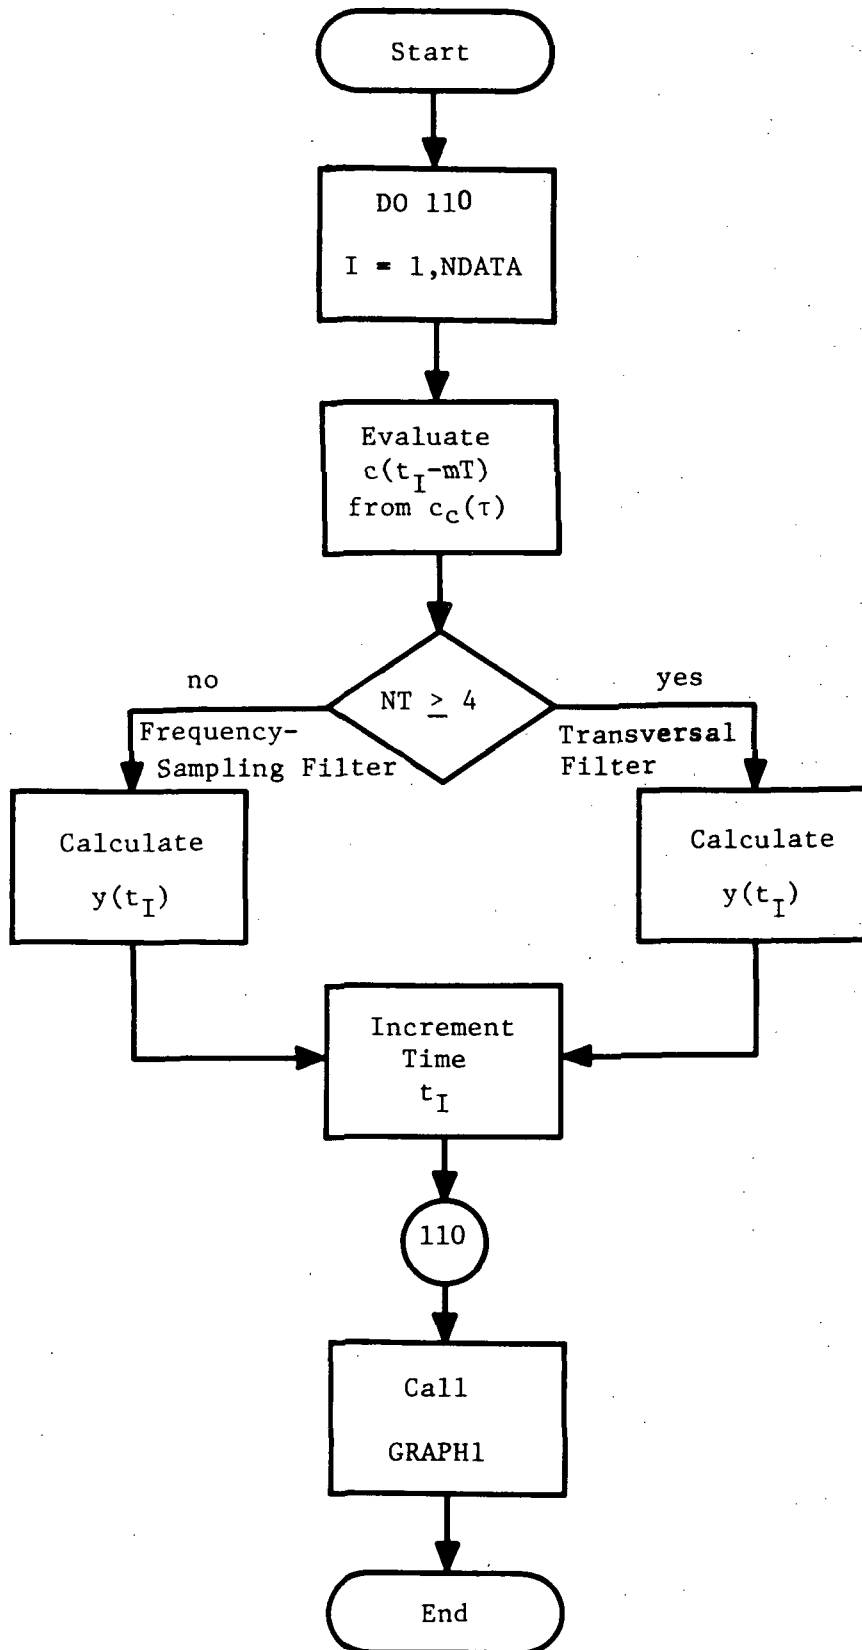 Start
DO 110
I = 1,NDATA
Evaluate
c(t_I-mT)
from c_c(τ)
NT ≥ 4
no
Frequency-
Sampling Filter
yes
Transversal
Filter
Calculate
y(t_I)
Calculate
y(t_I)
Increment
Time
t_I
110
Call
GRAPH1
End